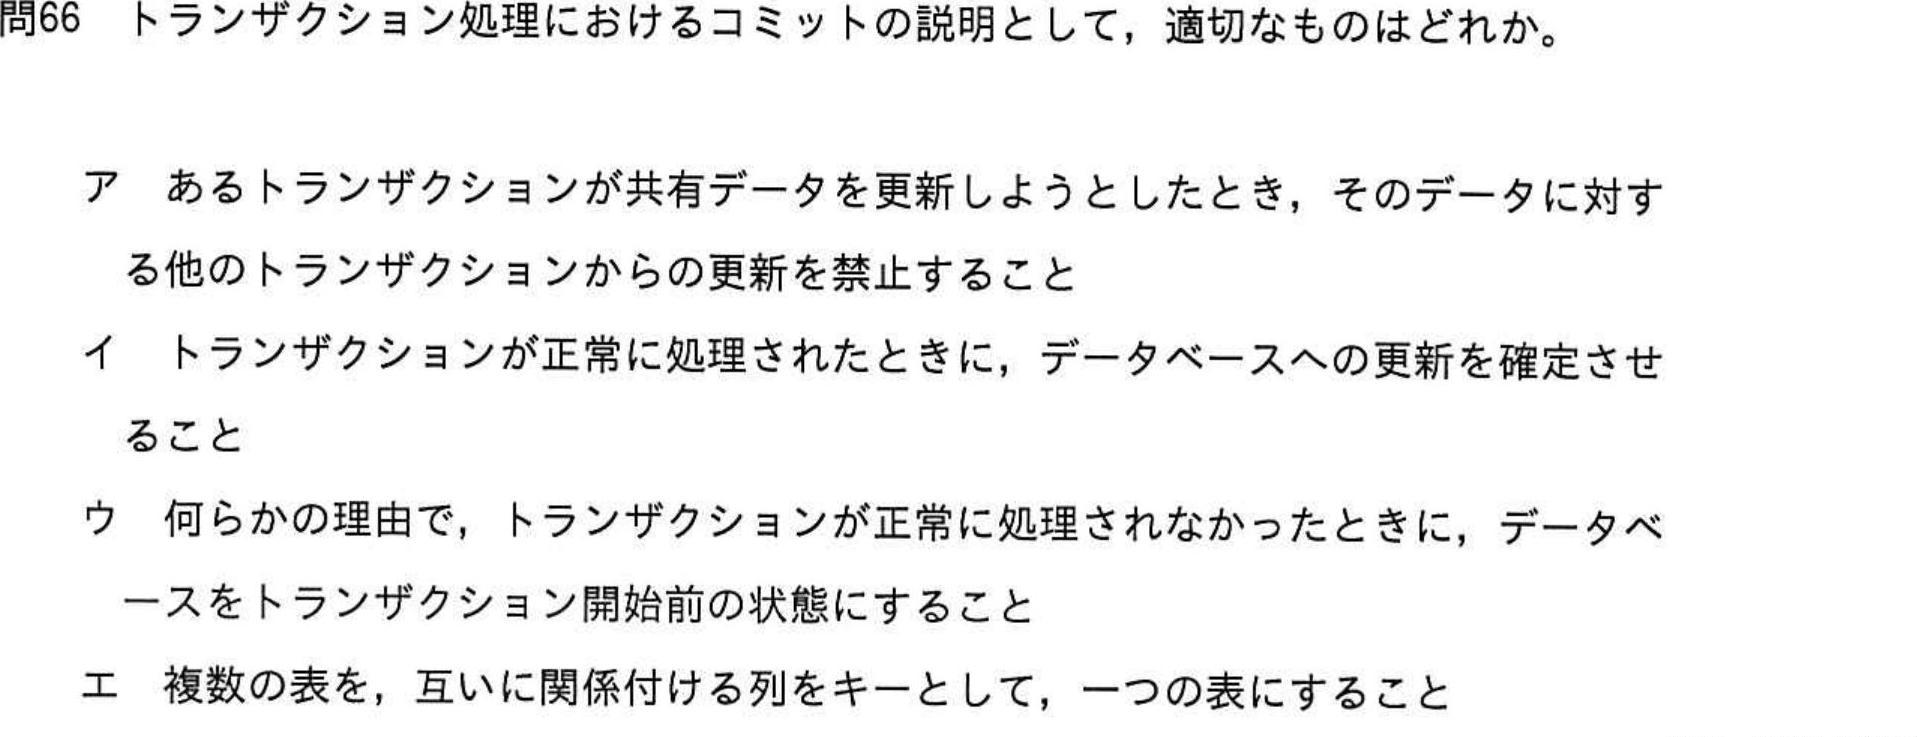 問66　トランザクション処理におけるコミットの説明として，適切なものはどれか。
ア　あるトランザクションが共有データを更新しようとしたとき，そのデータに対す
る他のトランザクションからの更新を禁止すること
イ　トランザクションが正常に処理されたときに，データベースへの更新を確定させ
ること
ウ　何らかの理由で，トランザクションが正常に処理されなかったときに，データベ
ースをトランザクション開始前の状態にすること
エ　複数の表を，互いに関係付ける列をキーとして，一つの表にすること